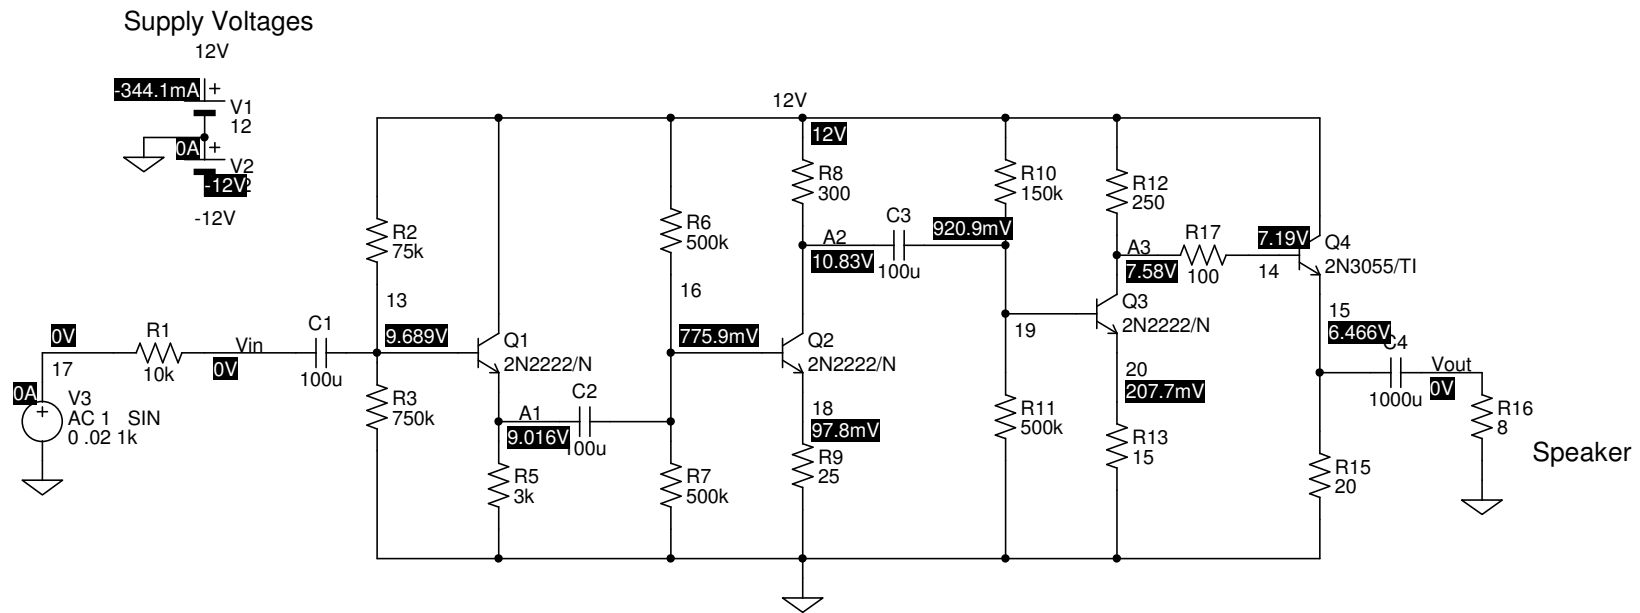 Supply Voltages
12V
-344.1mA
+
V1
12
0A
+
V2
-12V
-12V
12V
12V
R8
300
R10
150k
R12
250
R2
75k
R6
500k
C3
A2
10.83V
100u
920.9mV
A3
7.58V
R17
100
7.19V
14
Q4
2N3055/TI
13
9.689V
16
775.9mV
Q1
2N2222/N
Q2
2N2222/N
19
Q3
2N2222/N
15
6.466V
C4
1000u
Vout
0V
0V
17
R1
10k
Vin
0V
C1
100u
0A
+
V3
AC 1 SIN
0 .02 1k
R3
750k
A1
9.016V
C2
100u
18
97.8mV
20
207.7mV
R5
3k
R7
500k
R9
25
R11
500k
R13
15
R15
20
R16
8
Speaker